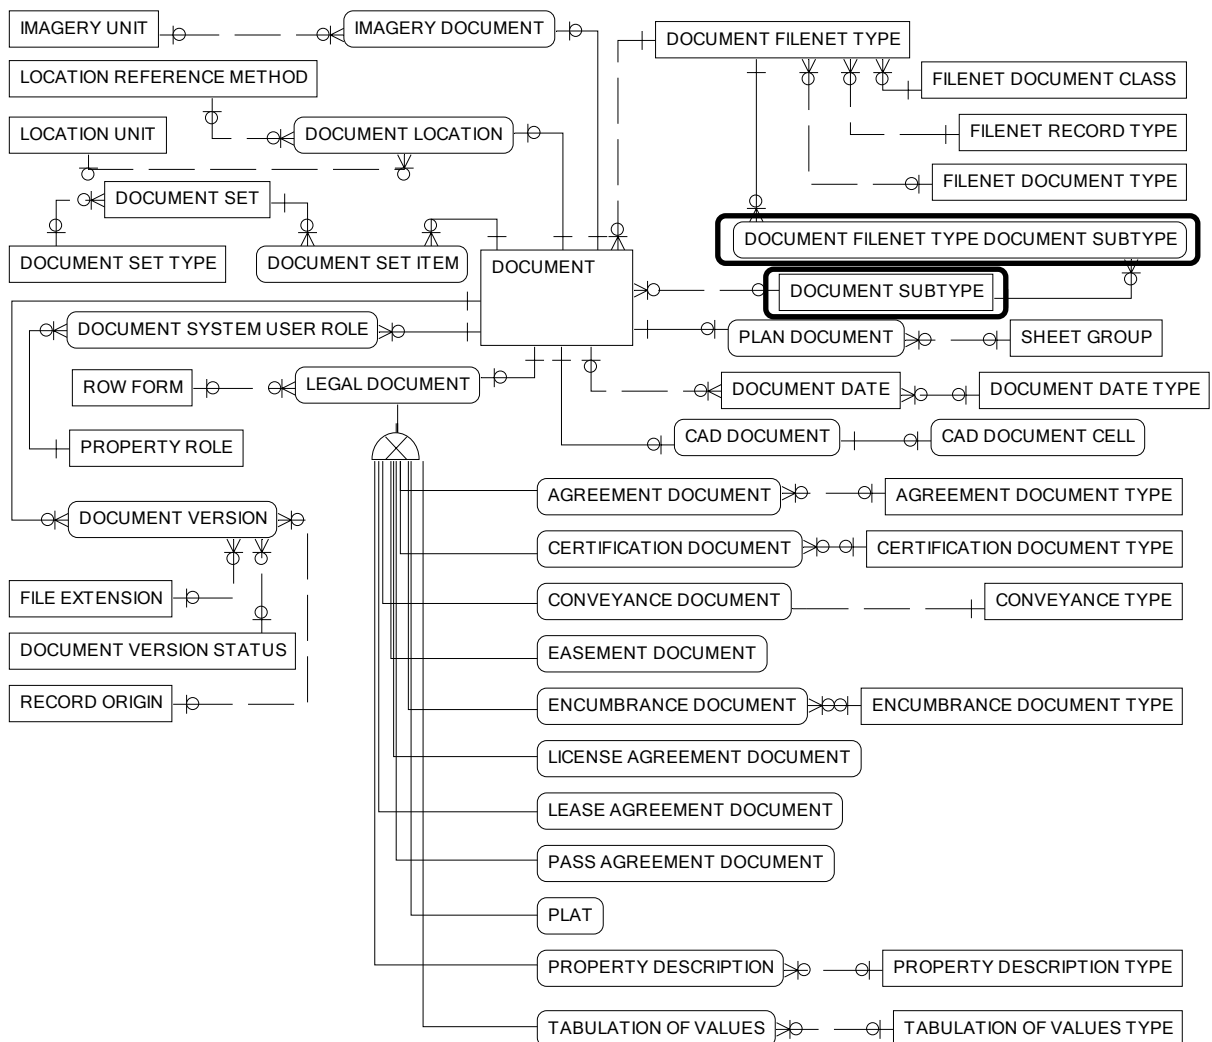 IMAGERY UNIT
IMAGERY DOCUMENT
DOCUMENT FILENET TYPE
LOCATION REFERENCE METHOD
FILENET DOCUMENT CLASS
LOCATION UNIT
DOCUMENT LOCATION
FILENET RECORD TYPE
FILENET DOCUMENT TYPE
DOCUMENT SET
DOCUMENT FILENET TYPE DOCUMENT SUBTYPE
DOCUMENT SET TYPE
DOCUMENT SET ITEM
DOCUMENT
DOCUMENT SUBTYPE
DOCUMENT SYSTEM USER ROLE
PLAN DOCUMENT
SHEET GROUP
ROW FORM
LEGAL DOCUMENT
DOCUMENT DATE
DOCUMENT DATE TYPE
PROPERTY ROLE
CAD DOCUMENT
CAD DOCUMENT CELL
AGREEMENT DOCUMENT
AGREEMENT DOCUMENT TYPE
DOCUMENT VERSION
CERTIFICATION DOCUMENT
CERTIFICATION DOCUMENT TYPE
FILE EXTENSION
CONVEYANCE DOCUMENT
CONVEYANCE TYPE
DOCUMENT VERSION STATUS
EASEMENT DOCUMENT
RECORD ORIGIN
ENCUMBRANCE DOCUMENT
ENCUMBRANCE DOCUMENT TYPE
LICENSE AGREEMENT DOCUMENT
LEASE AGREEMENT DOCUMENT
PASS AGREEMENT DOCUMENT
PLAT
PROPERTY DESCRIPTION
PROPERTY DESCRIPTION TYPE
TABULATION OF VALUES
TABULATION OF VALUES TYPE